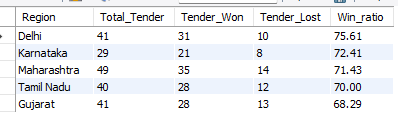 Region Total_Tender Tender_Won Tender_Lost Win_ratio
Delhi 41 31 10 75.61
Karnataka 29 21 8 72.41
Maharashtra 49 35 14 71.43
Tamil Nadu 40 28 12 70.00
Gujarat 41 28 13 68.29